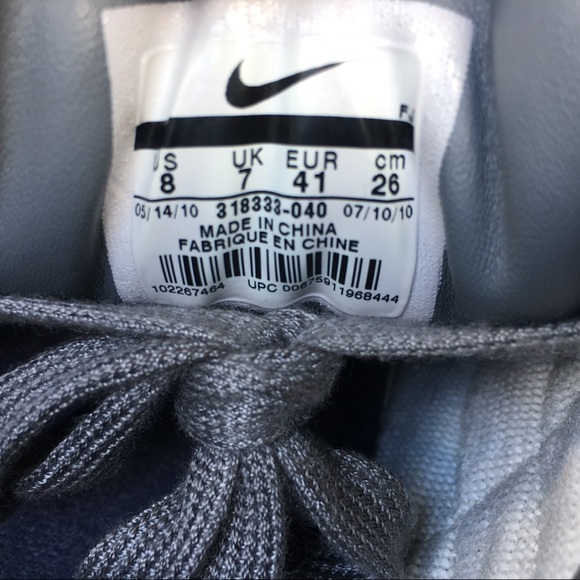 US UK EUR cm
8 7 41 26
05/14/10 318333-040 07/10/10
MADE IN CHINA
FABRIQUE EN CHINE
102267464 UPC 00675911968444